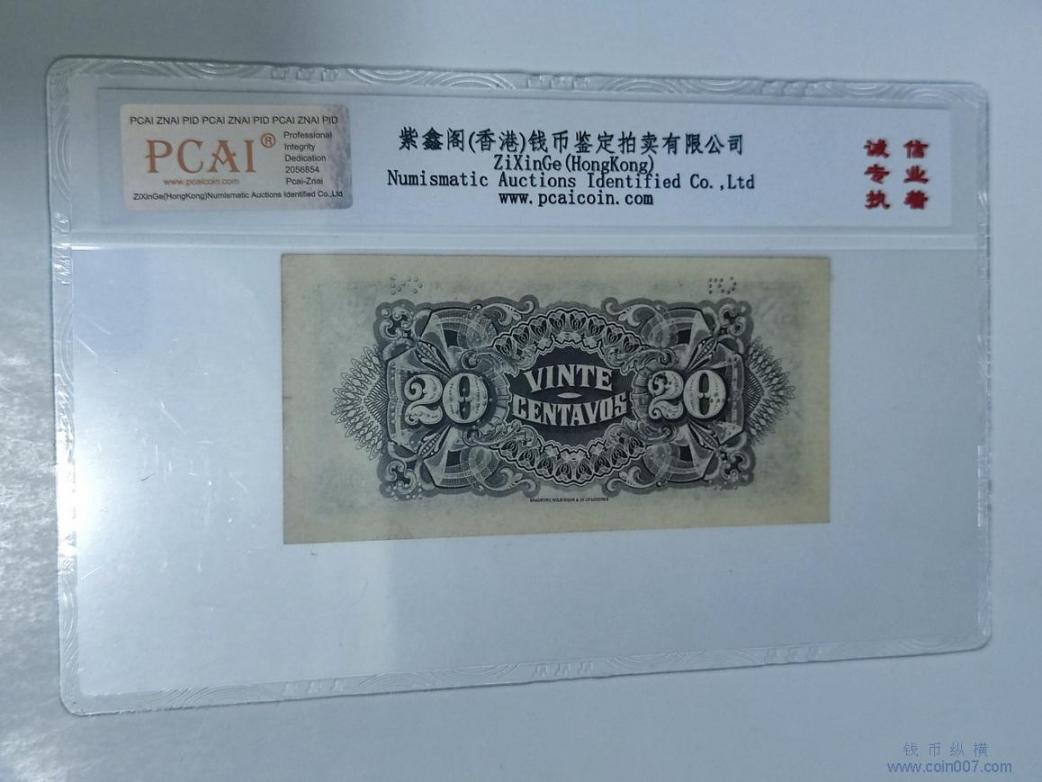 PCAI ZNAI PID PCAI ZNAI PID PCAI ZNAI PID
PCAI®
www.pcaicoin.com
Professional
Integrity
Dedication
2056854
Pcai-Znai
ZiXinGe(HongKong)Numismatic Auctions Identified Co.,Ltd
紫鑫阁(香港)钱币鉴定拍卖有限公司
ZiXinGe(HongKong)
Numismatic Auctions Identified Co.,Ltd
www.pcaicoin.com
诚信
专业
执着
20 VINTE CENTAVOS 20
钱币纵横
www.coin007.com